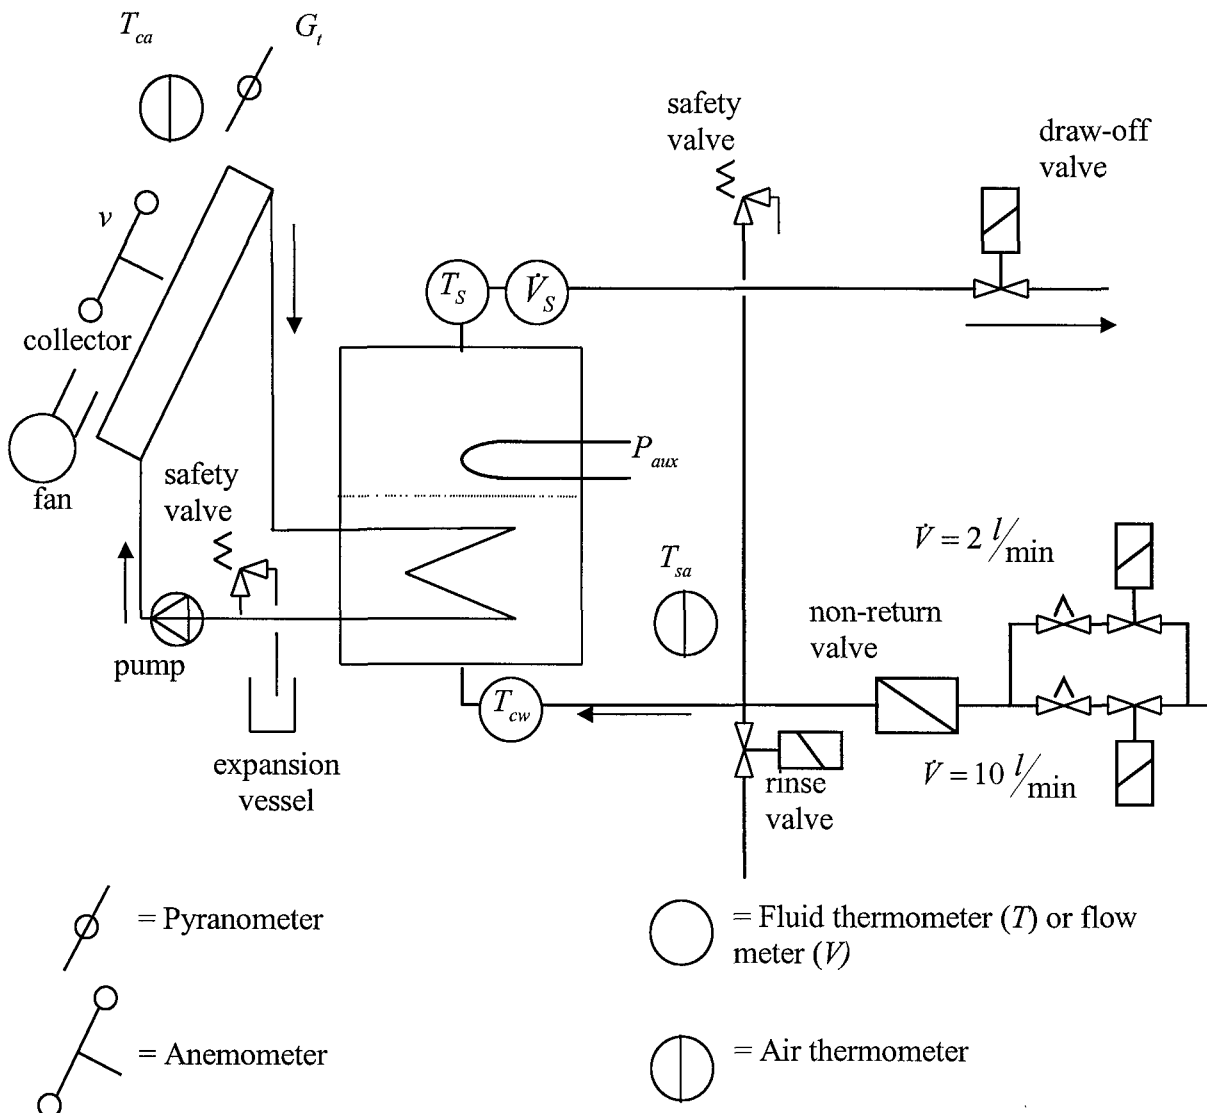 T_ca
G_t
safety
valve
draw-off
valve
v
T_S
V̇_S
collector
fan
safety
valve
P_aux
T_sa
V̇ = 2 l/min
non-return
valve
pump
T_cw
expansion
vessel
rinse
valve
V̇ = 10 l/min
= Pyranometer
= Fluid thermometer (T) or flow
meter (V)
= Anemometer
= Air thermometer